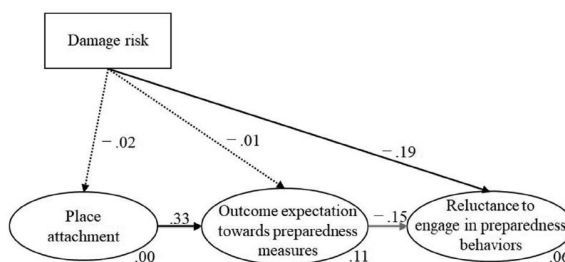 Damage risk
−.02
−.01
−.19
Place
attachment
.33
Outcome expectation
towards preparedness
measures
−.15
Reluctance to
engage in preparedness
behaviors
.00
.11
.06